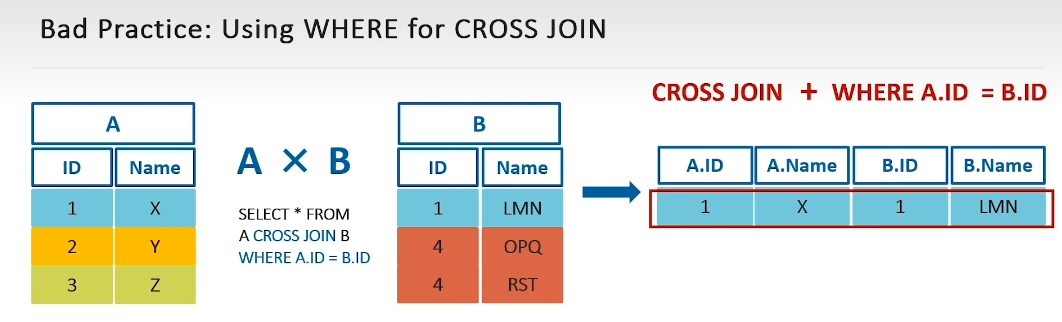 Bad Practice: Using WHERE for CROSS JOIN
CROSS JOIN + WHERE A.ID = B.ID
A
ID Name
1 X
2 Y
3 Z
A × B
SELECT * FROM
A CROSS JOIN B
WHERE A.ID = B.ID
B
ID Name
1 LMN
4 OPQ
4 RST
A.ID A.Name B.ID B.Name
1 X 1 LMN